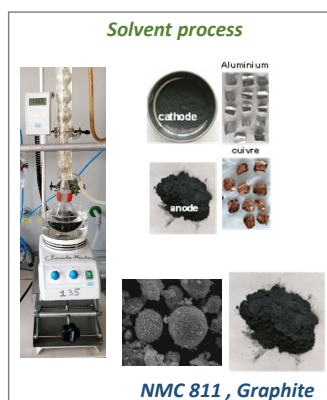 Solvent process
Aluminium
cathode
cuivre
anode
135
NMC 811 , Graphite